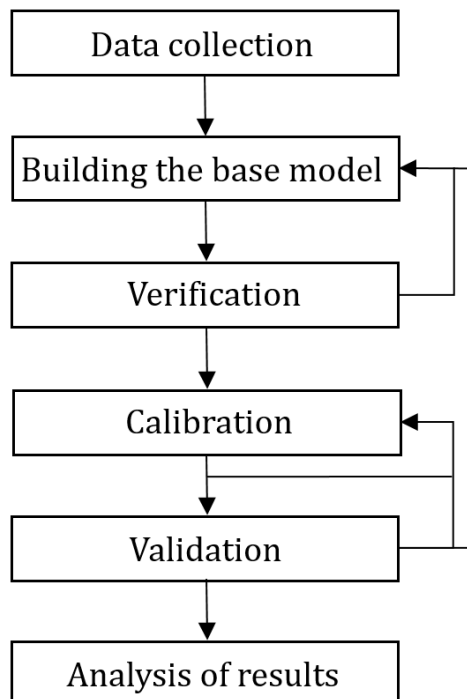 Data collection
Building the base model
Verification
Calibration
Validation
Analysis of results